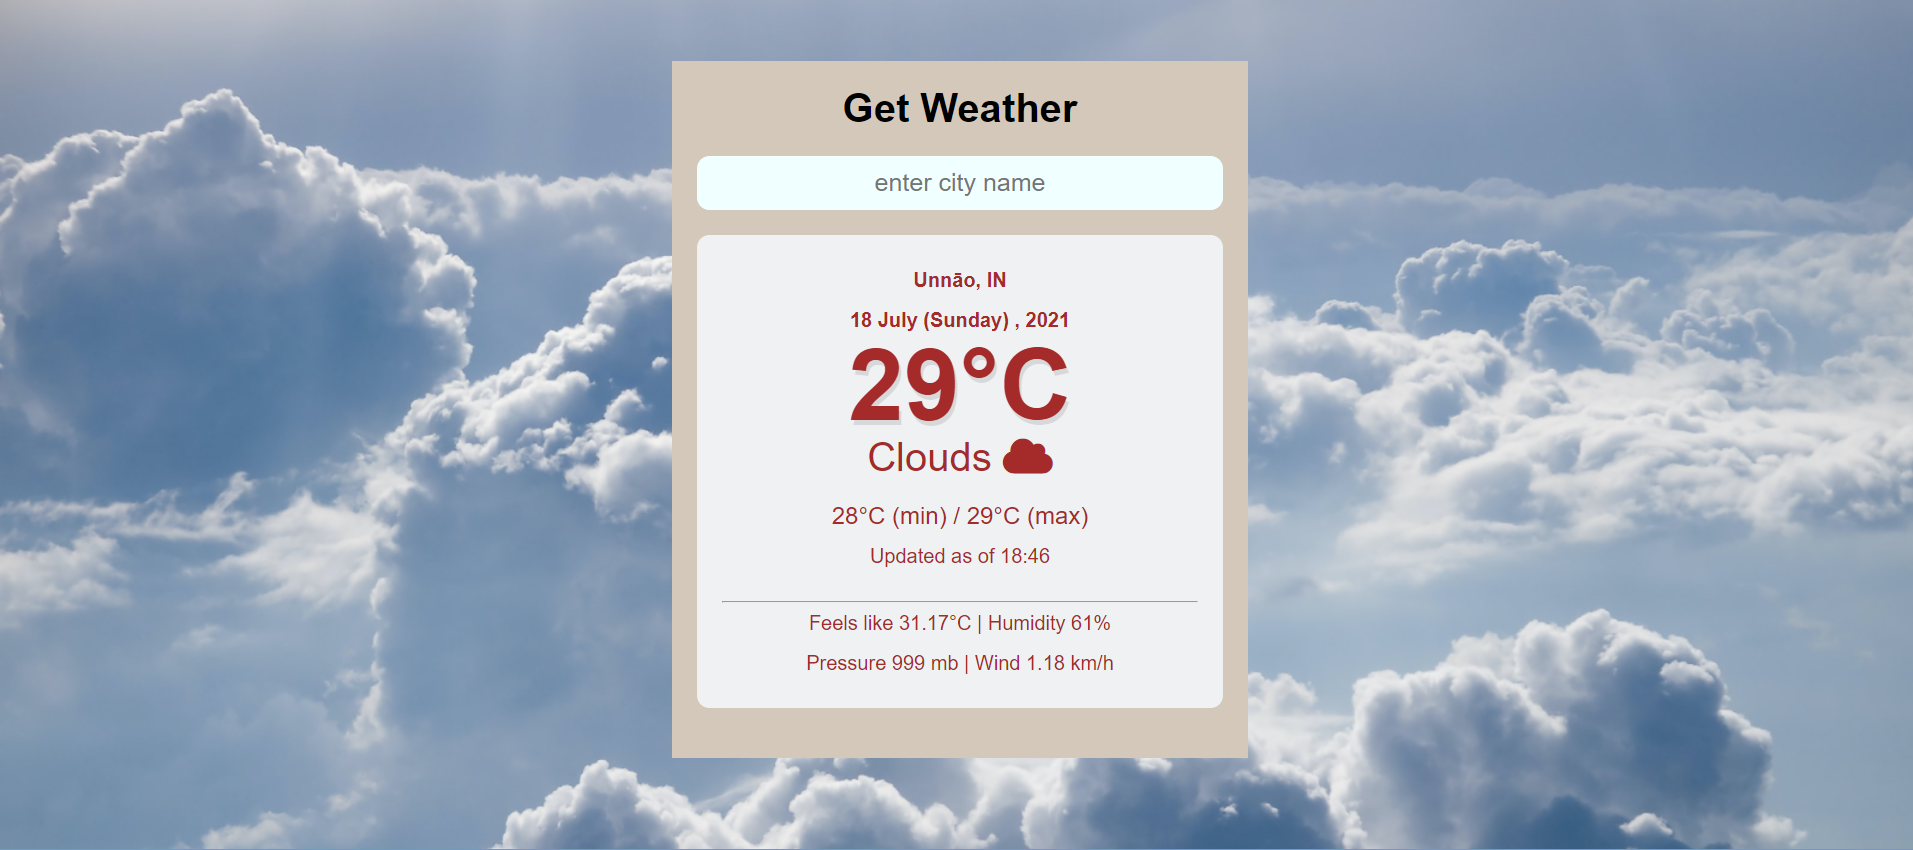 Get Weather
enter city name
Unnāo, IN
18 July (Sunday) , 2021
29°C
Clouds
28°C (min) / 29°C (max)
Updated as of 18:46
Feels like 31.17°C | Humidity 61%
Pressure 999 mb | Wind 1.18 km/h